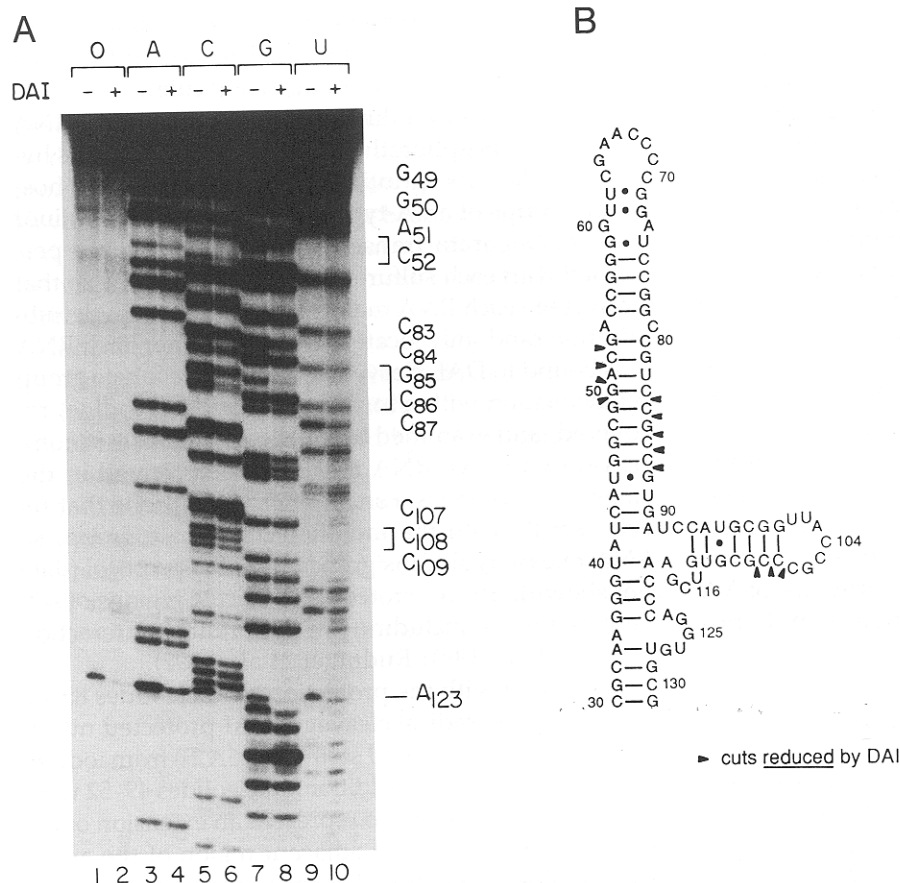 A
O A C G U
DAI - + - + - + - + - +
G49
G50
A51
C52
C83
C84
G85
C86
C87
C107
C108
C109
A123
1 2 3 4 5 6 7 8 9 10
B
A A C C
G C C
C C 70
U G
U G
60 G A
G U
G C
G C
C G
C G
A C
G C 80
C G
A U
50 G C
G C
C G
G C
G C
U G
A U
C G 90
U A U C C A U G C G G U U A C 104
A A A G U G C G C C C G C
40 U A G C U 116
G C
G C
G C A G G 125
A U G U
A G
G C 130
30 C G
cuts reduced by DAI